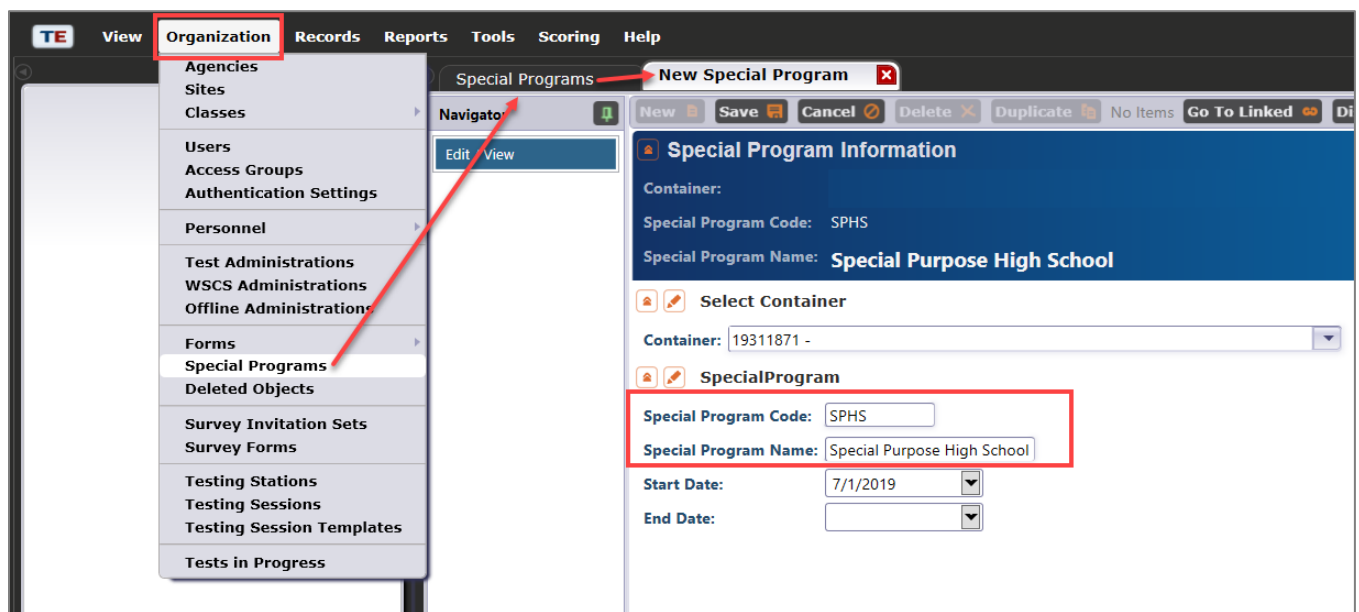 TE View Organization Records Reports Tools Scoring Help
Agencies
Sites
Classes
Users
Access Groups
Authentication Settings
Personnel
Test Administrations
WSCS Administrations
Offline Administrations
Forms
Special Programs
Deleted Objects
Survey Invitation Sets
Survey Forms
Testing Stations
Testing Sessions
Testing Session Templates
Tests in Progress
Special Programs New Special Program
Navigator
Edit / View
New Save Cancel Delete Duplicate No Items Go To Linked Di
Special Program Information
Container:
Special Program Code: SPHS
Special Program Name: Special Purpose High School
Select Container
Container: 19311871 -
SpecialProgram
Special Program Code: SPHS
Special Program Name: Special Purpose High School
Start Date: 7/1/2019
End Date: